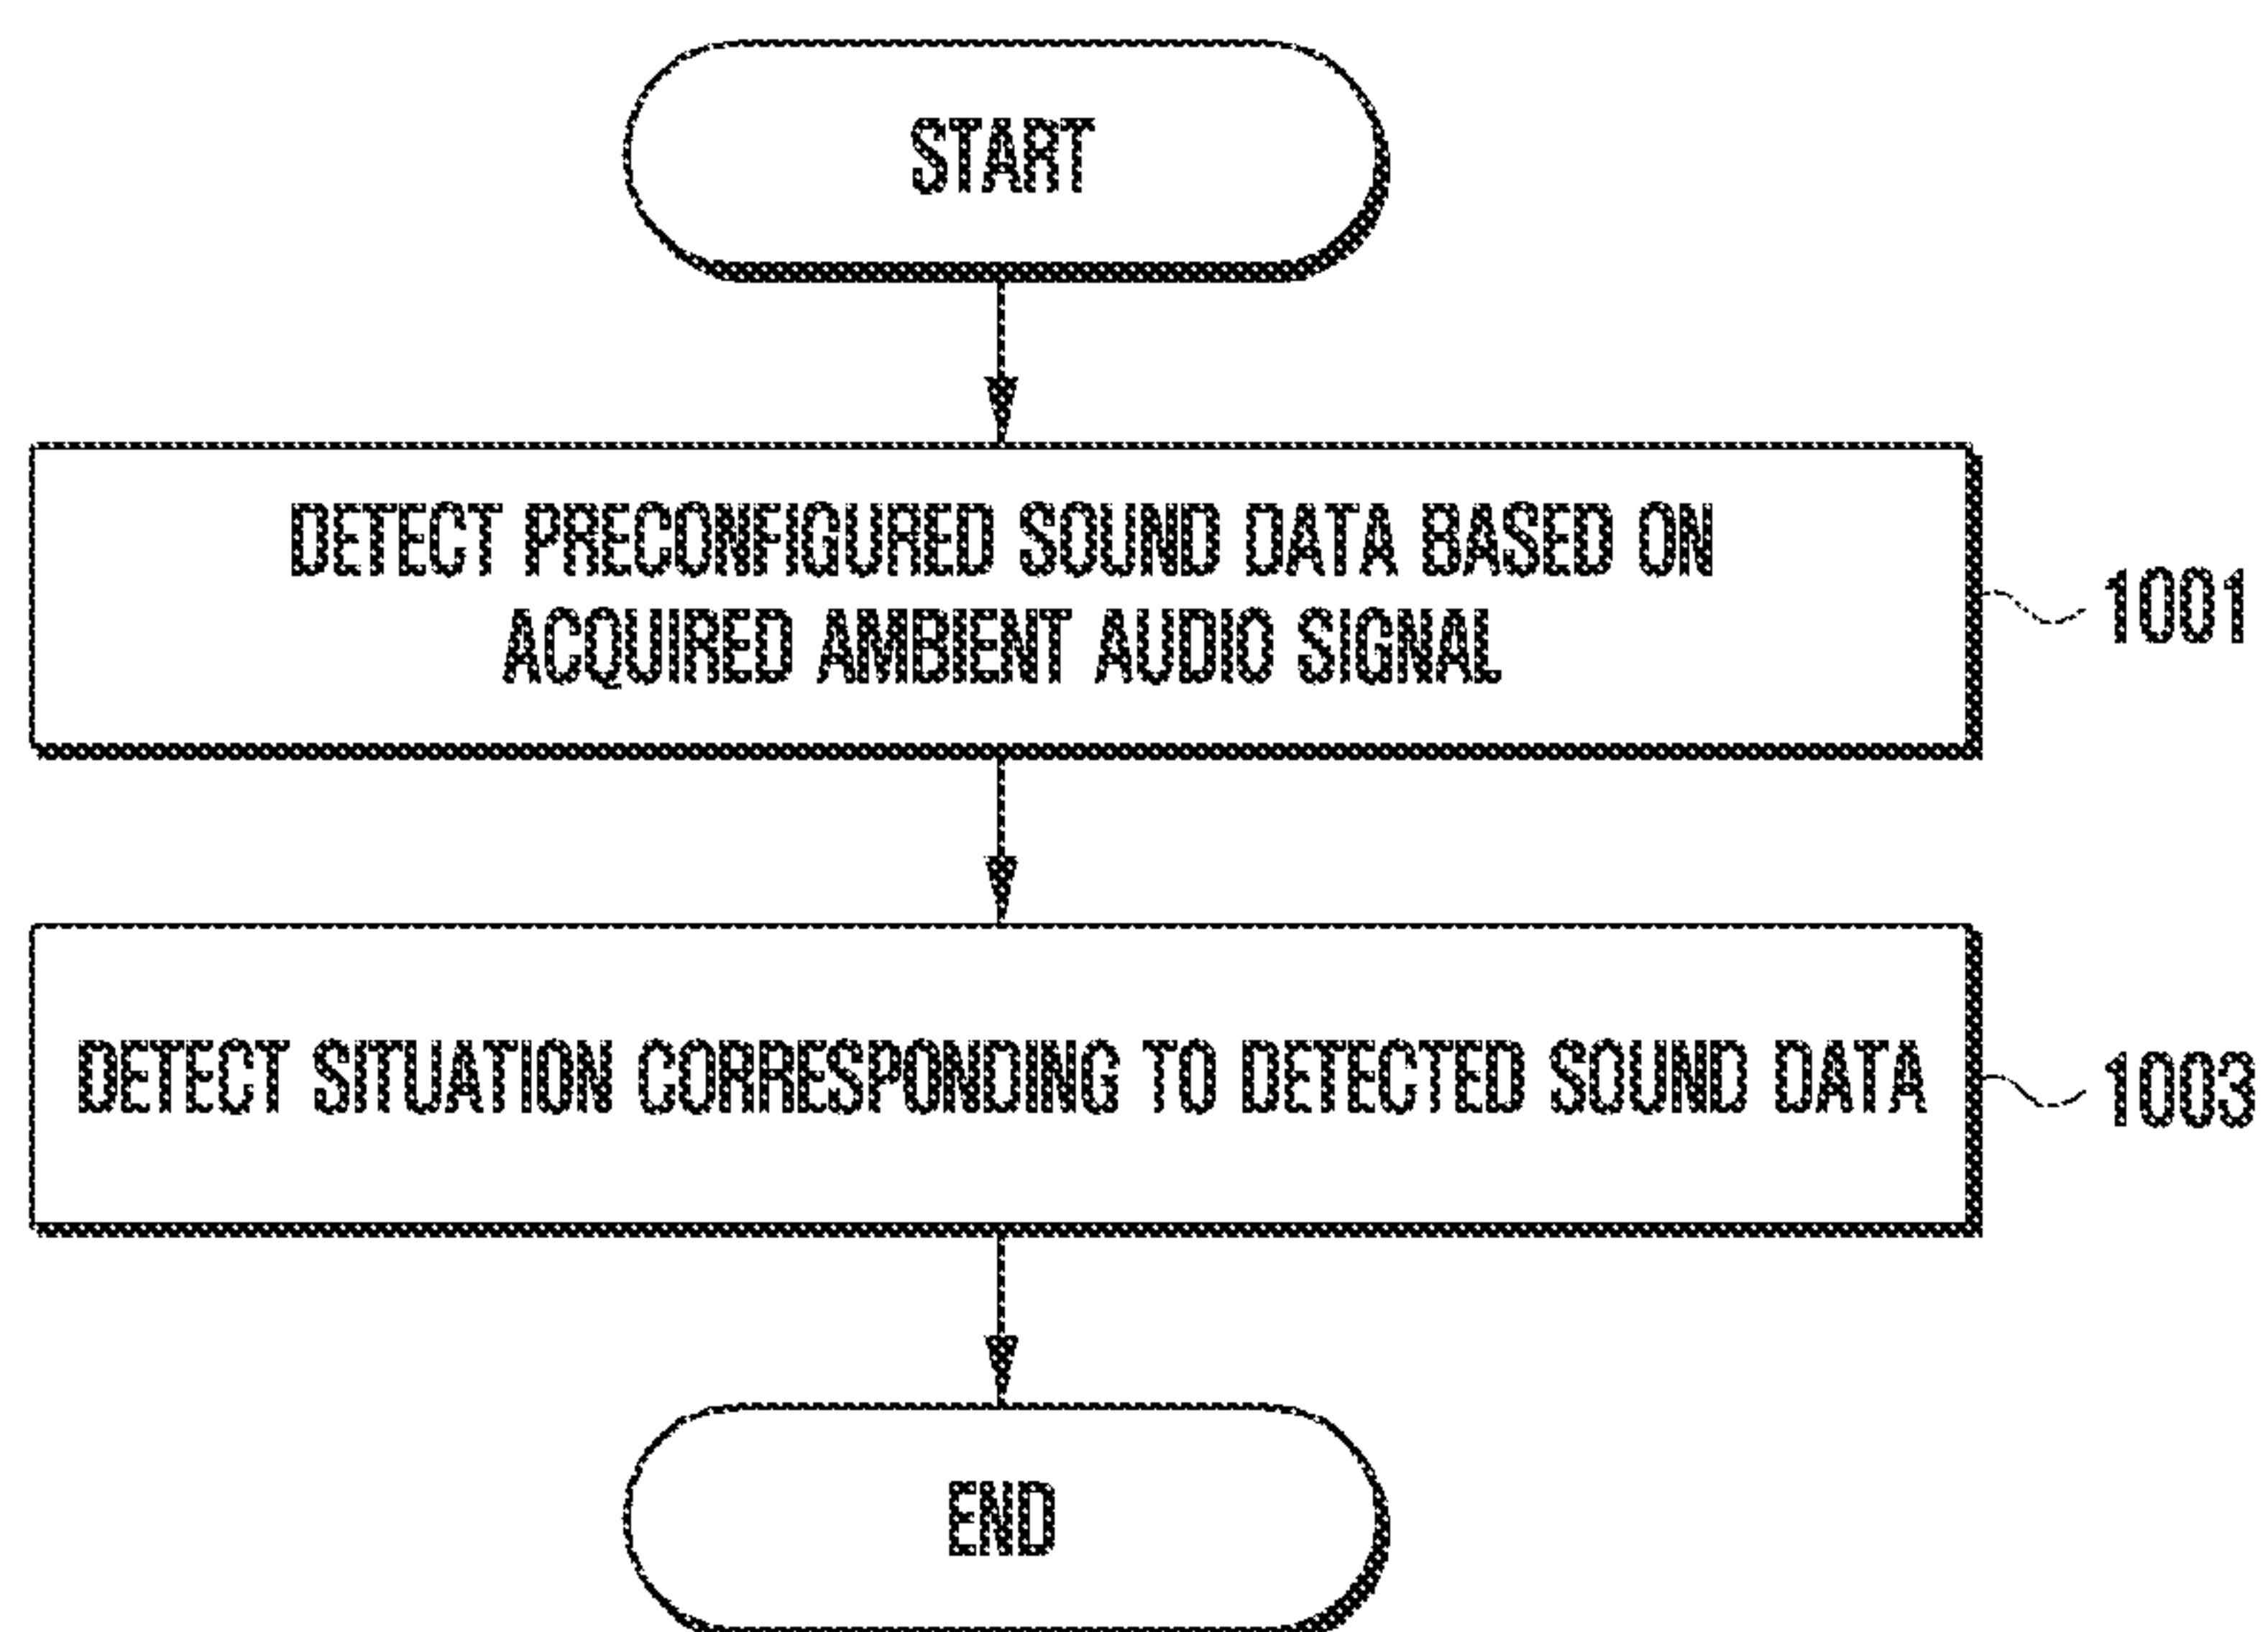 START
DETECT PRECONFIGURED SOUND DATA BASED ON
ACQUIRED AMBIENT AUDIO SIGNAL
1001
DETECT SITUATION CORRESPONDING TO DETECTED SOUND DATA
1003
END